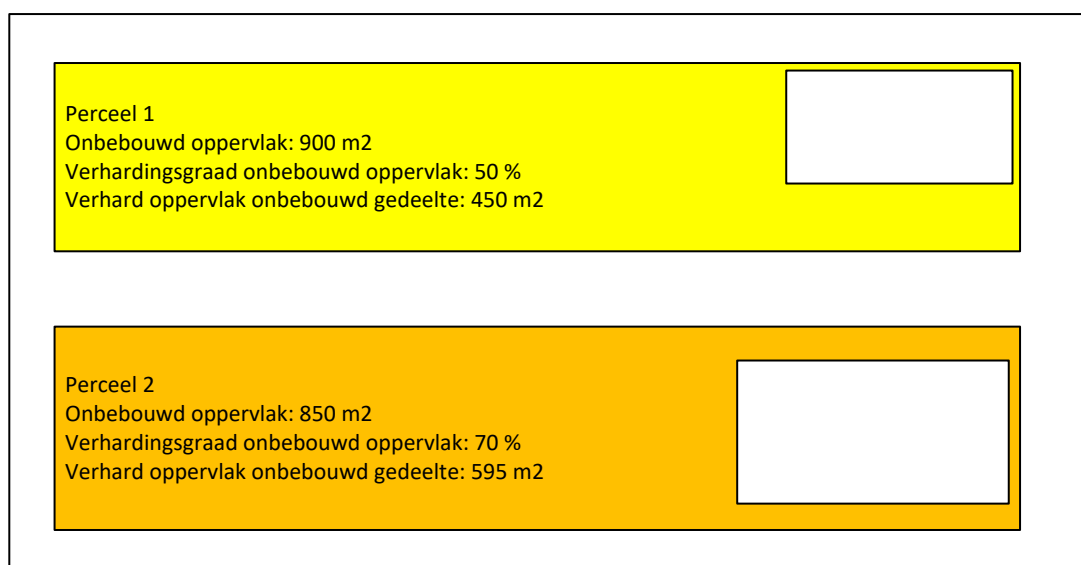 Perceel 1
Onbebouwd oppervlak: 900 m2
Verhardingsgraad onbebouwd oppervlak: 50 %
Verhard oppervlak onbebouwd gedeelte: 450 m2
Perceel 2
Onbebouwd oppervlak: 850 m2
Verhardingsgraad onbebouwd oppervlak: 70 %
Verhard oppervlak onbebouwd gedeelte: 595 m2